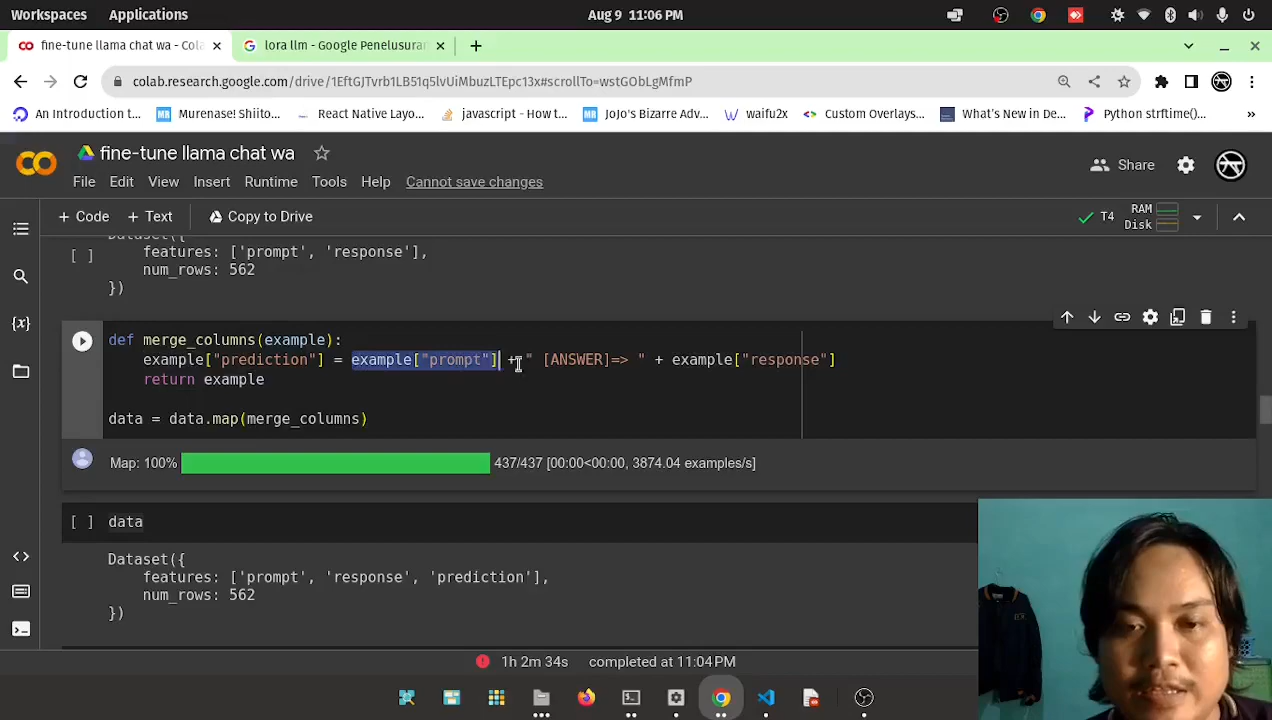 Workspaces Applications Aug 9 11:06 PM
fine-tune llama chat wa - Cola lora llm - Google Penelusuran
colab.research.google.com/drive/1EftGJTvrb1LB51q5lvUiMbuzLTEpc13x#scrollTo=wstGObLgMfmP
An Introduction t... Murenase! Shiito... React Native Layo... javascript - How t... JoJo's Bizarre Adv... waifu2x Custom Overlays... What's New in De... Python strftime()... »
fine-tune llama chat wa
File Edit View Insert Runtime Tools Help Cannot save changes
Share
+ Code + Text Copy to Drive
T4 RAM Disk
Dataset({
[ ] features: ['prompt', 'response'],
num_rows: 562
})
def merge_columns(example):
example["prediction"] = example["prompt"] + " [ANSWER]=> " + example["response"]
return example
data = data.map(merge_columns)
Map: 100% 437/437 [00:00<00:00, 3874.04 examples/s]
[ ] data
Dataset({
features: ['prompt', 'response', 'prediction'],
num_rows: 562
})
1h 2m 34s completed at 11:04 PM